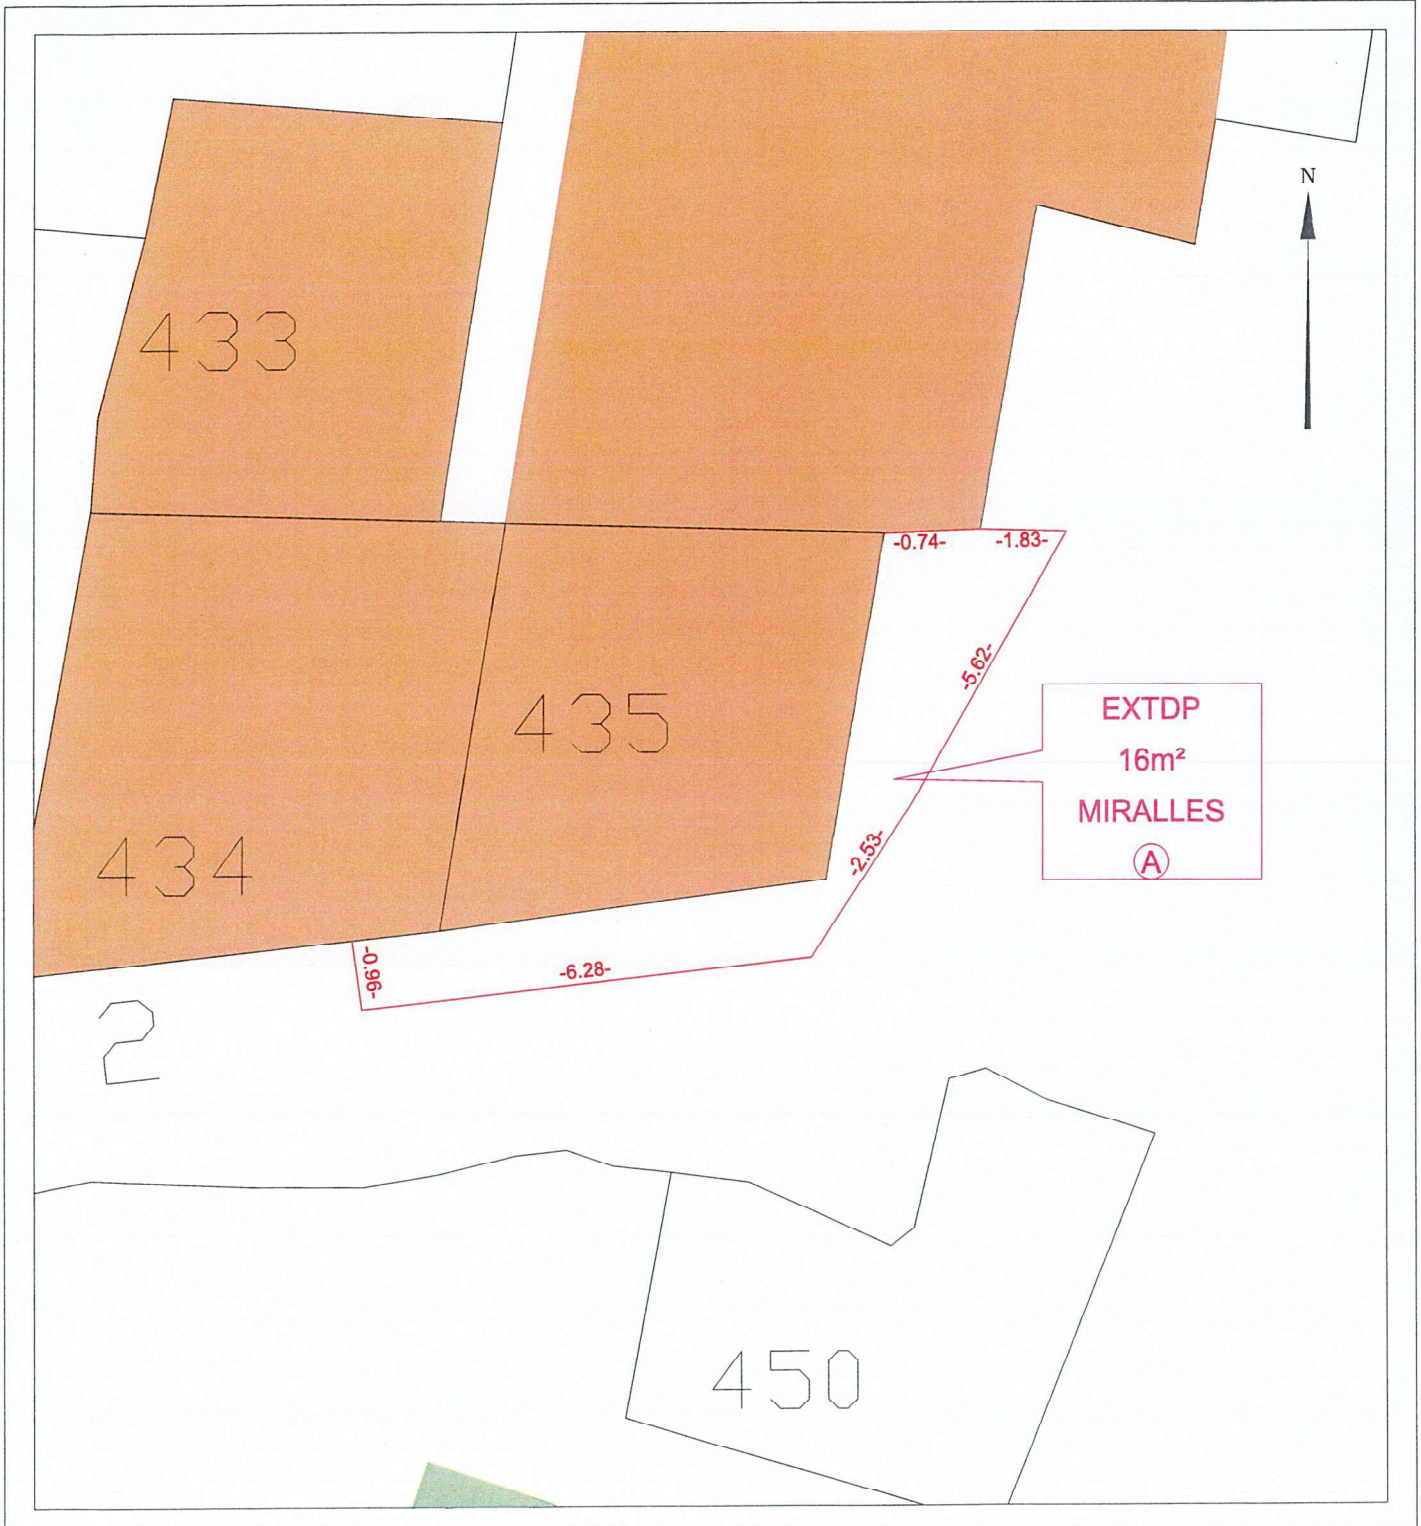 N
433
-0.74-
-1.83-
-5.62-
435
EXTDP
16m²
MIRALLES
A
434
-2.53-
-0.96-
-6.28-
2
450